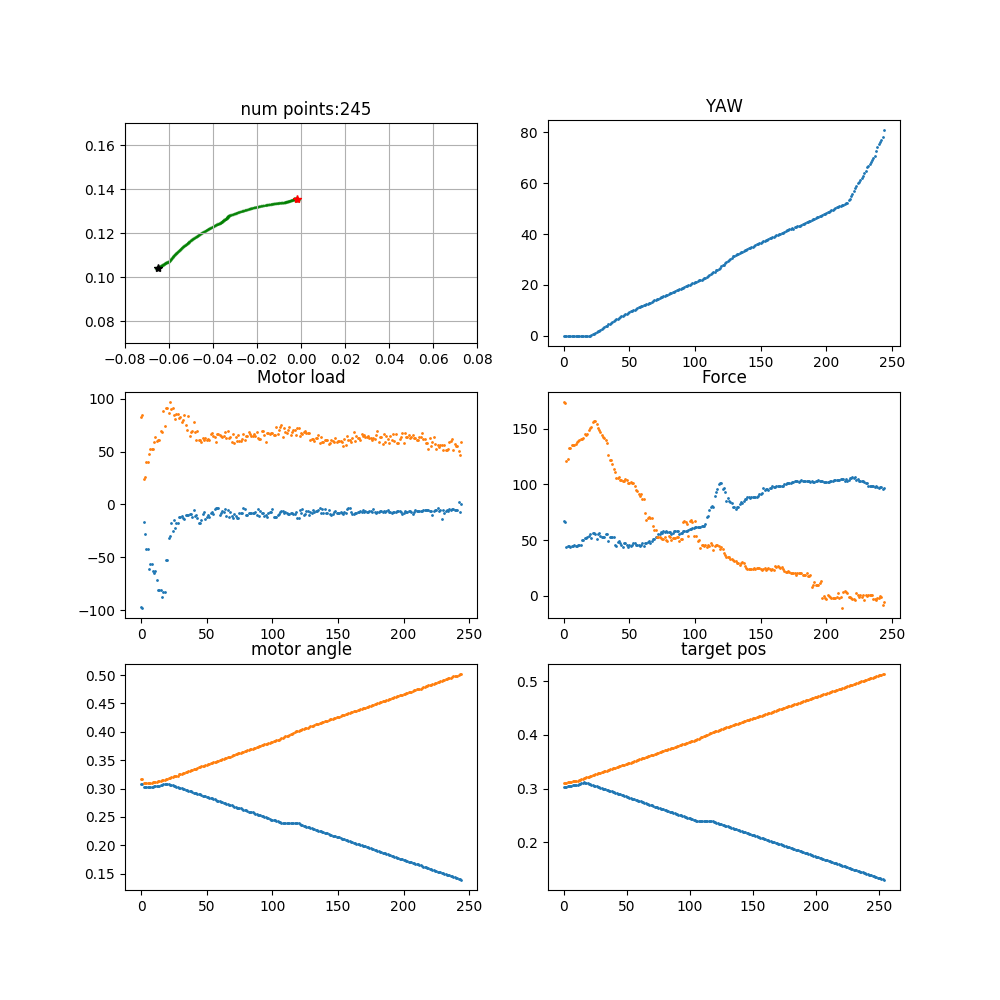 num points:245
0.16
0.14
0.12
0.10
0.08
−0.08 −0.06 −0.04 −0.02 0.00 0.02 0.04 0.06 0.08
YAW
80
60
40
20
0
0 50 100 150 200 250
Motor load
100
50
0
−50
−100
0 50 100 150 200 250
Force
150
100
50
0
0 50 100 150 200 250
motor angle
0.50
0.45
0.40
0.35
0.30
0.25
0.20
0.15
0 50 100 150 200 250
target pos
0.5
0.4
0.3
0.2
0 50 100 150 200 250